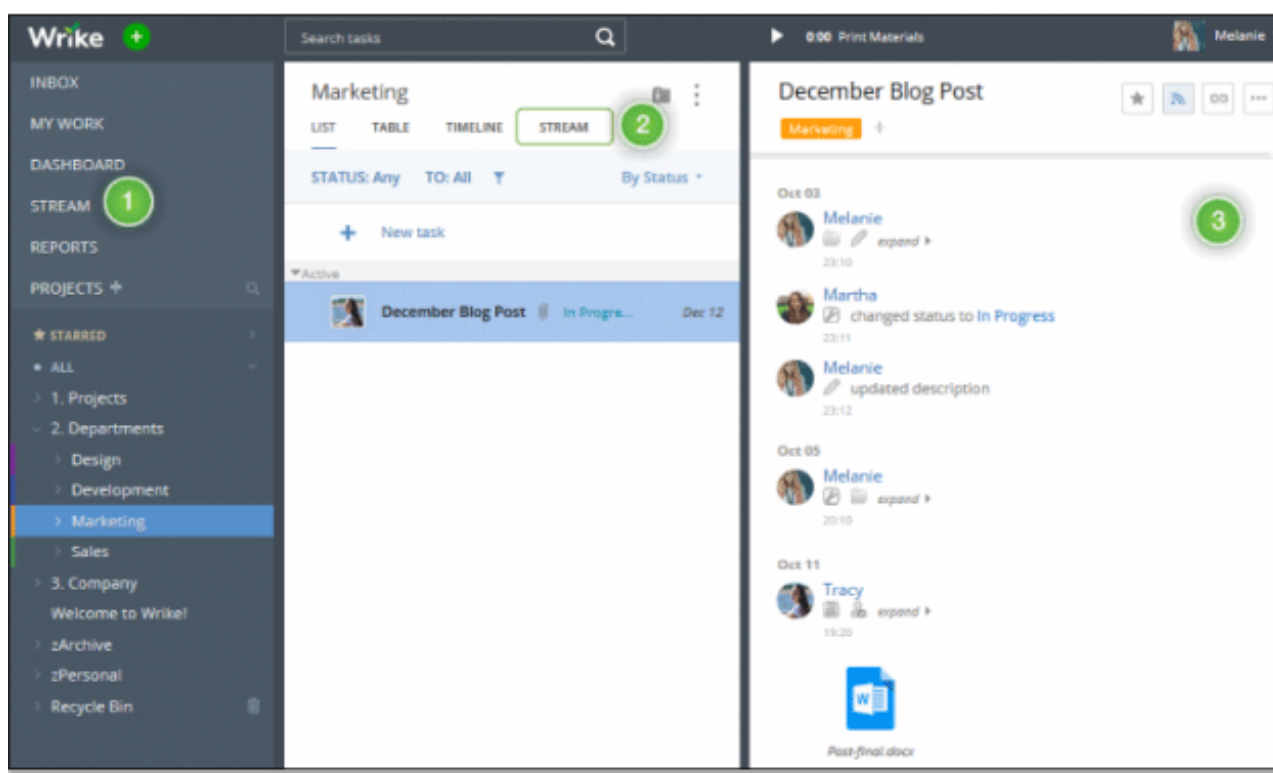 Wrike
Search tasks
0:00 Print Materials
Melanie
INBOX
MY WORK
DASHBOARD
STREAM
1
REPORTS
PROJECTS +
STARRED
ALL
1. Projects
2. Departments
Design
Development
Marketing
Sales
3. Company
Welcome to Wrike!
zArchive
zPersonal
Recycle Bin
Marketing
LIST TABLE TIMELINE STREAM
2
STATUS: Any TO: All By Status
+ New task
Active
December Blog Post In Progre... Dec 12
December Blog Post
Marketing +
3
Oct 03
Melanie
expand
23:10
Martha
changed status to In Progress
23:11
Melanie
updated description
23:12
Oct 05
Melanie
expand
20:10
Oct 11
Tracy
expand
19:20
W
Post-final.docx